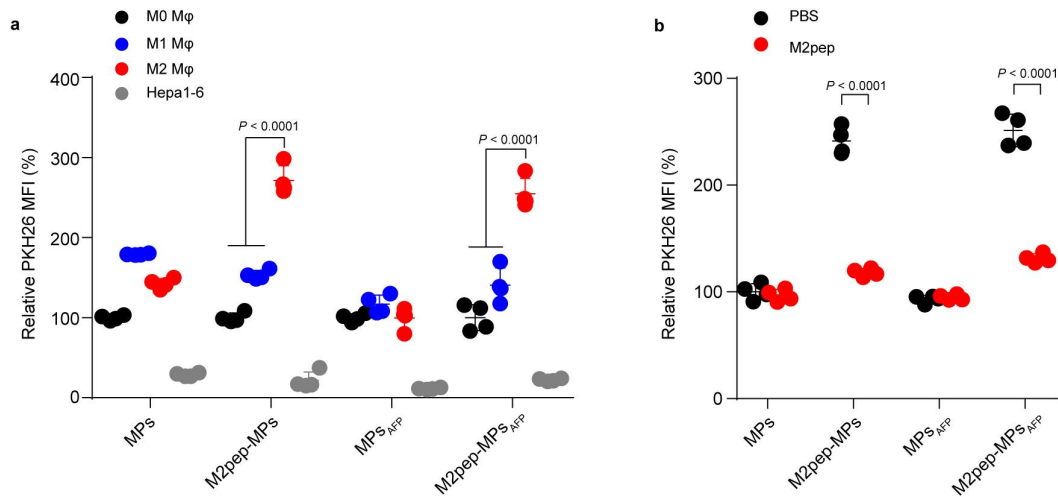 a
M0 Mφ
M1 Mφ
M2 Mφ
Hepa1-6
Relative PKH26 MFI (%)
400
300
200
100
0
P < 0.0001
P < 0.0001
MPs
M2pep-MPs
MPsAFP
M2pep-MPsAFP
b
PBS
M2pep
Relative PKH26 MFI (%)
300
200
100
0
P < 0.0001
P < 0.0001
MPs
M2pep-MPs
MPsAFP
M2pep-MPsAFP